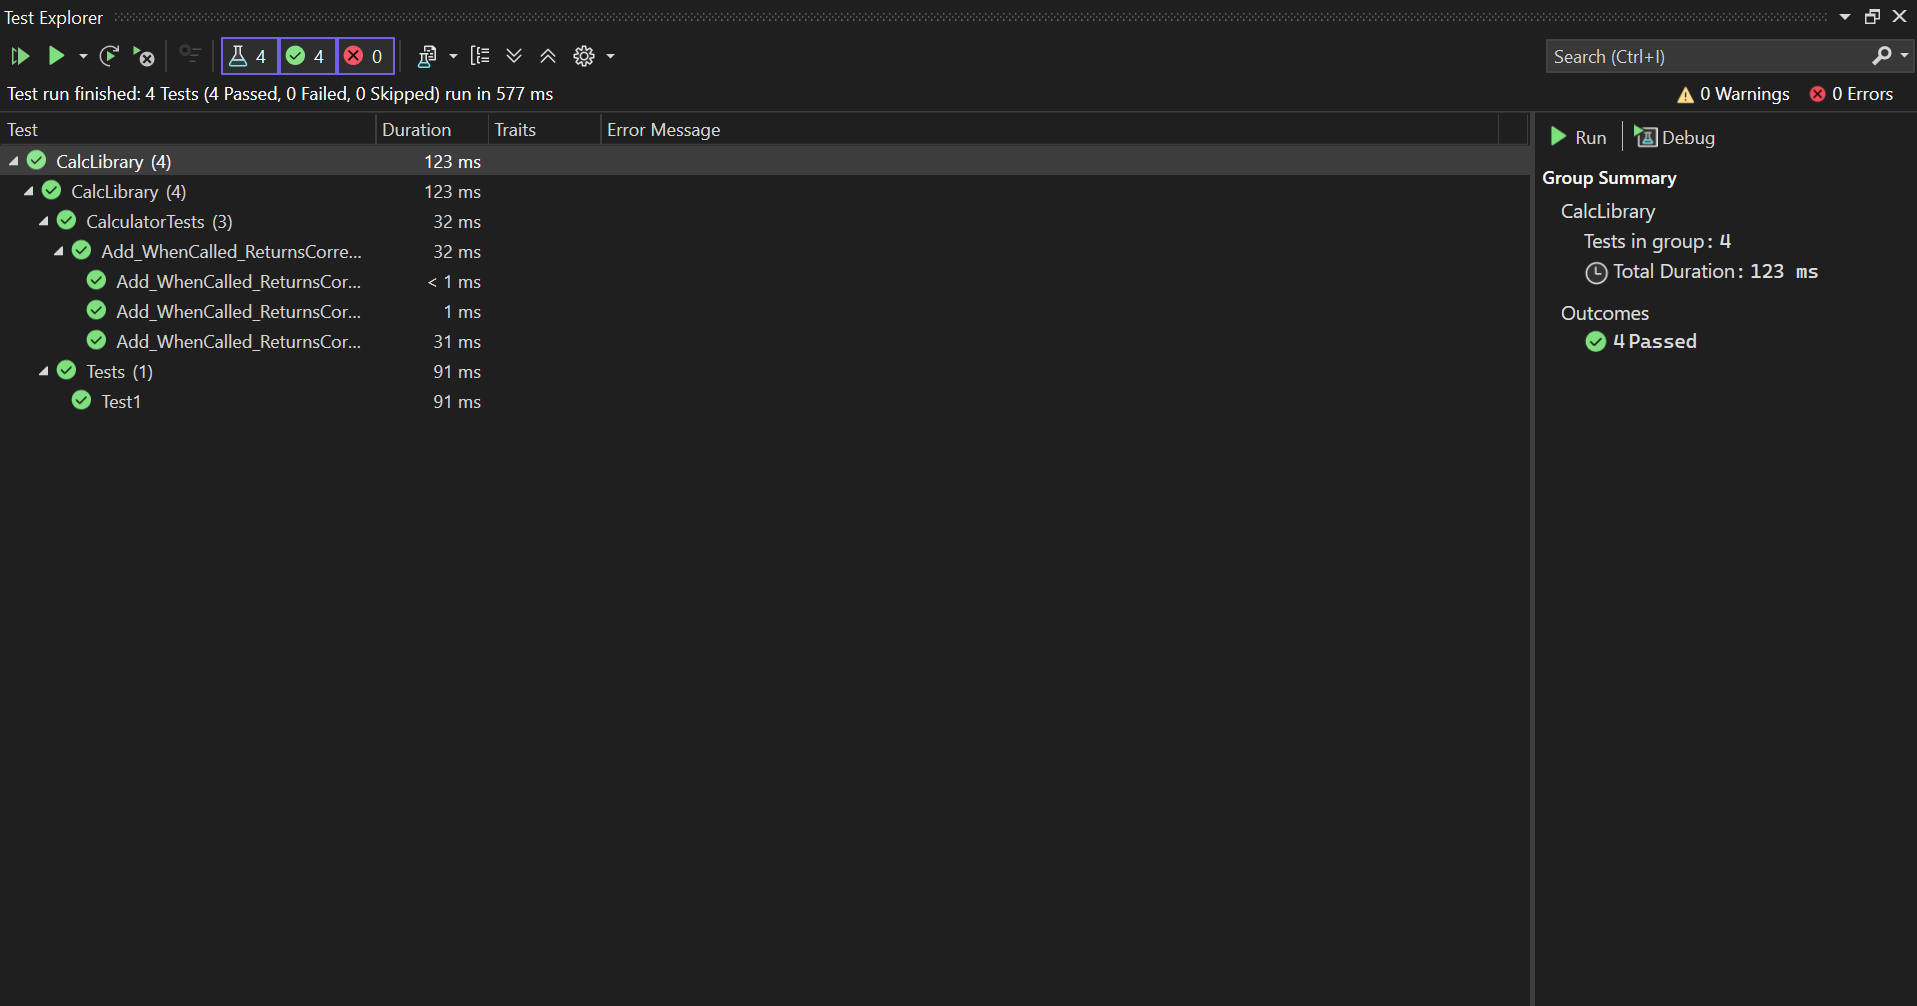 Test Explorer
4 4 0
Search (Ctrl+I)
Test run finished: 4 Tests (4 Passed, 0 Failed, 0 Skipped) run in 577 ms
0 Warnings 0 Errors
Test Duration Traits Error Message
CalcLibrary (4) 123 ms
CalcLibrary (4) 123 ms
CalculatorTests (3) 32 ms
Add_WhenCalled_ReturnsCorre... 32 ms
Add_WhenCalled_ReturnsCor... < 1 ms
Add_WhenCalled_ReturnsCor... 1 ms
Add_WhenCalled_ReturnsCor... 31 ms
Tests (1) 91 ms
Test1 91 ms
Run Debug
Group Summary
CalcLibrary
Tests in group: 4
Total Duration: 123 ms
Outcomes
4 Passed